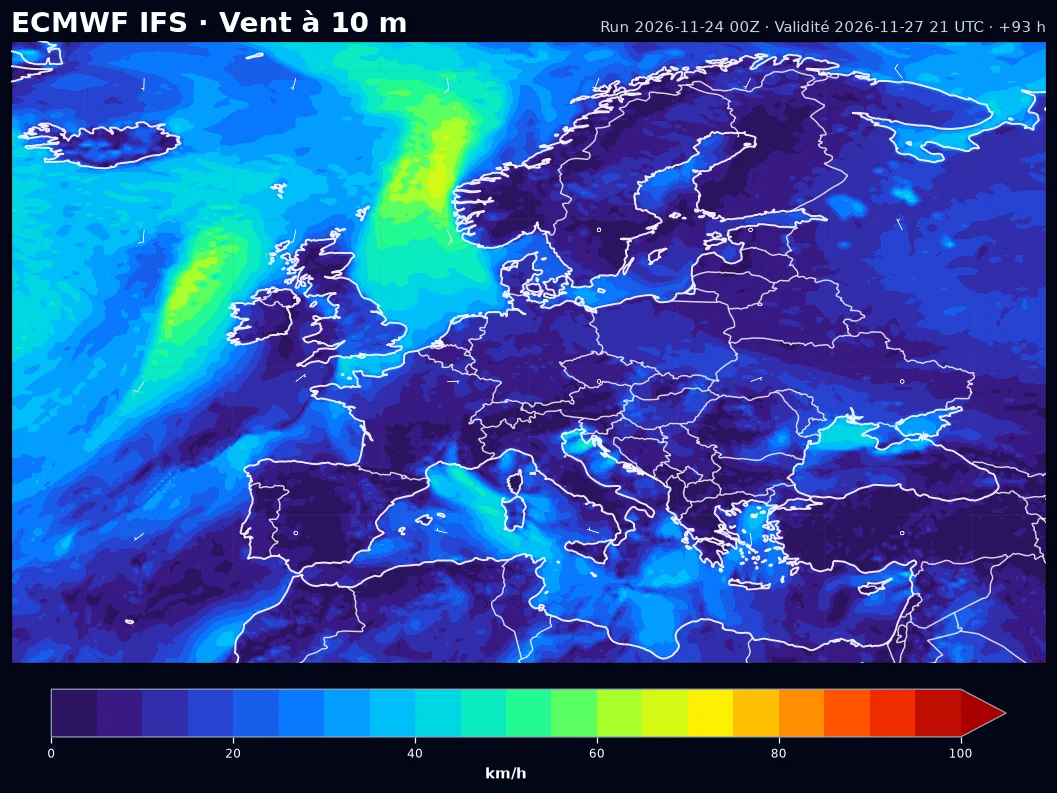 ECMWF IFS · Vent à 10 m
Run 2026-11-24 00Z · Validité 2026-11-27 21 UTC · +93 h
0 20 40 60 80 100
km/h